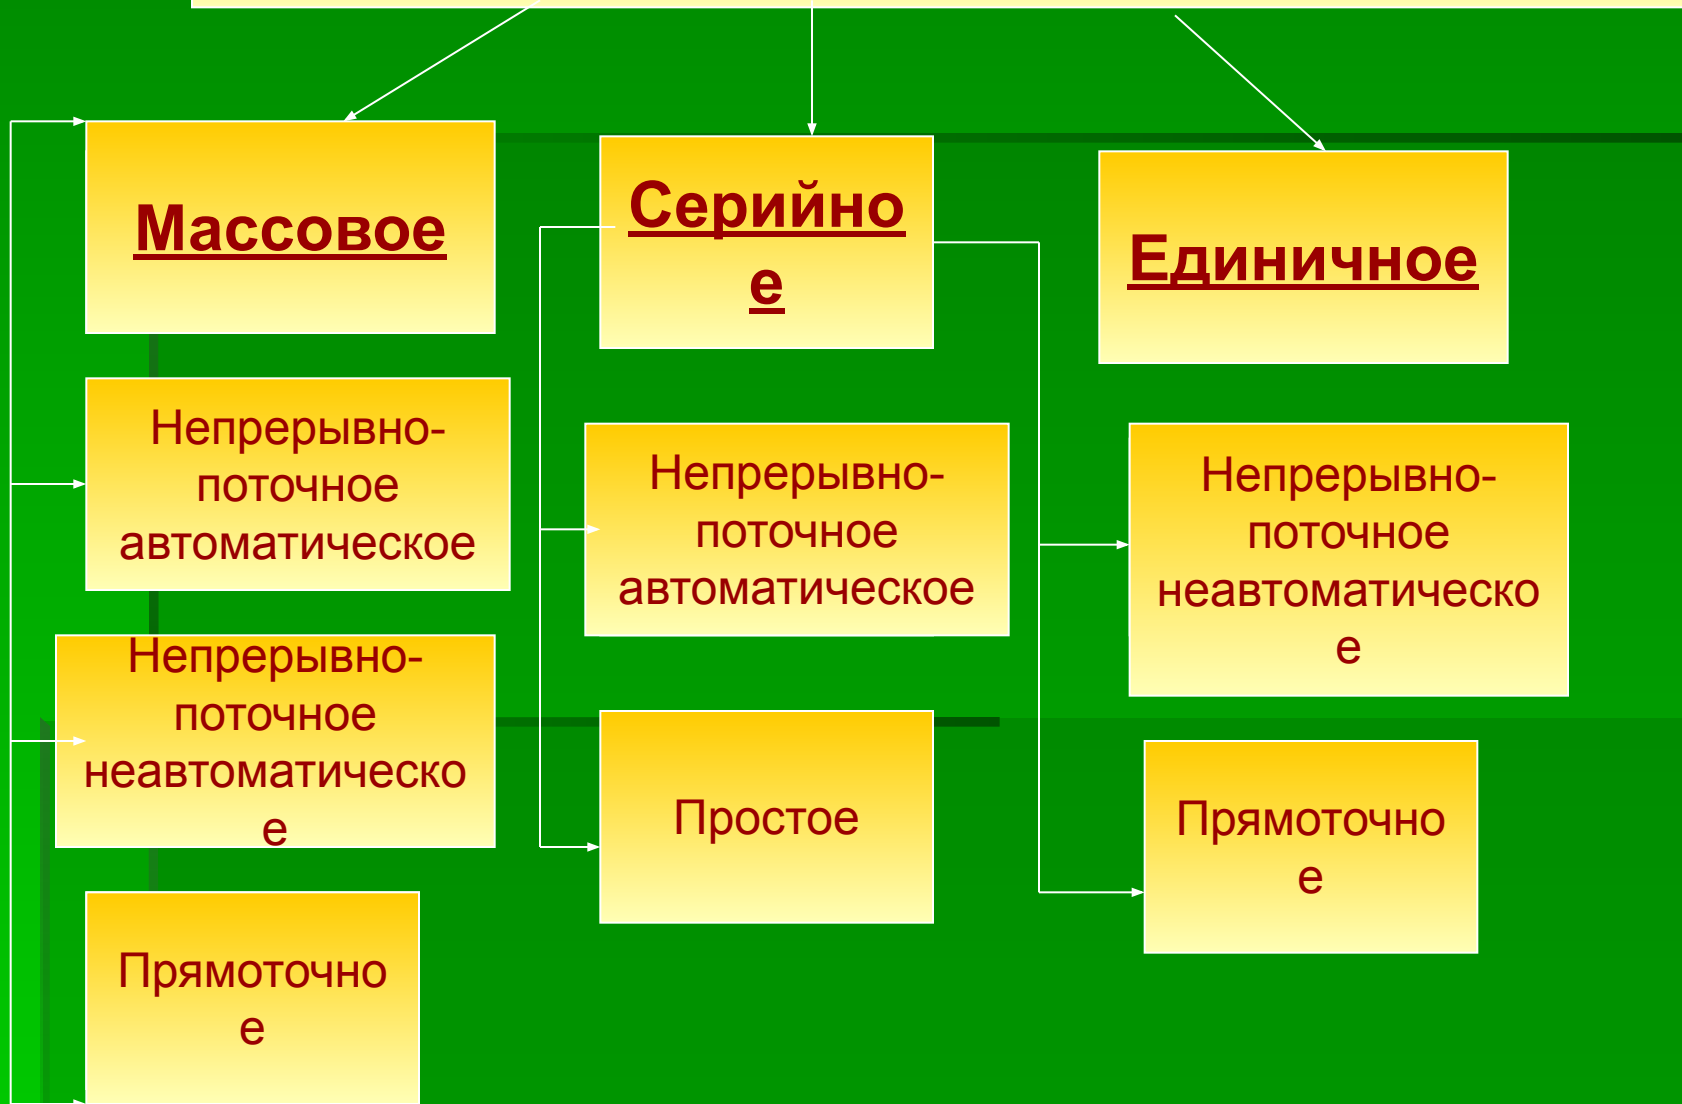 Массовое
Серийно
е
Единичное
Непрерывно-
поточное
автоматическое
Непрерывно-
поточное
автоматическое
Непрерывно-
поточное
неавтоматическо
е
Непрерывно-
поточное
неавтоматическо
е
Простое
Прямоточно
е
Прямоточно
е